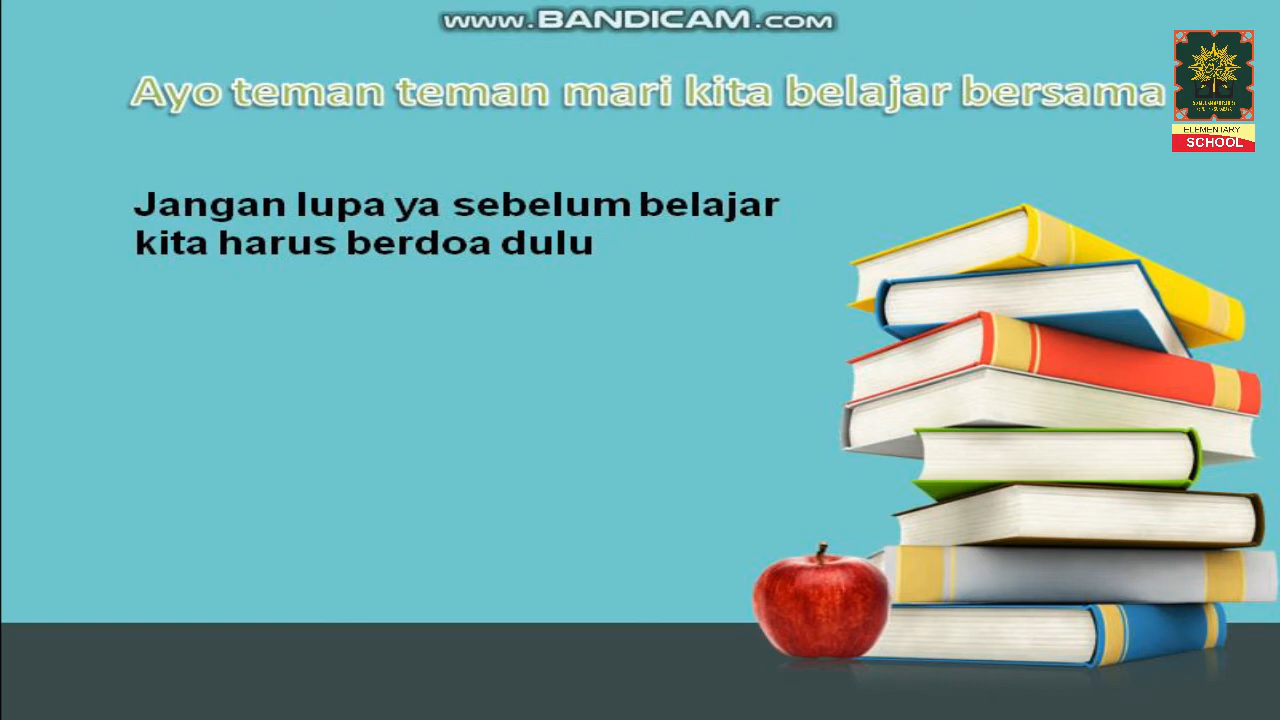 www.BANDICAM.com
Ayo teman teman mari kita belajar bersama
Jangan lupa ya sebelum belajar
kita harus berdoa dulu
ELEMENTARY
SCHOOL